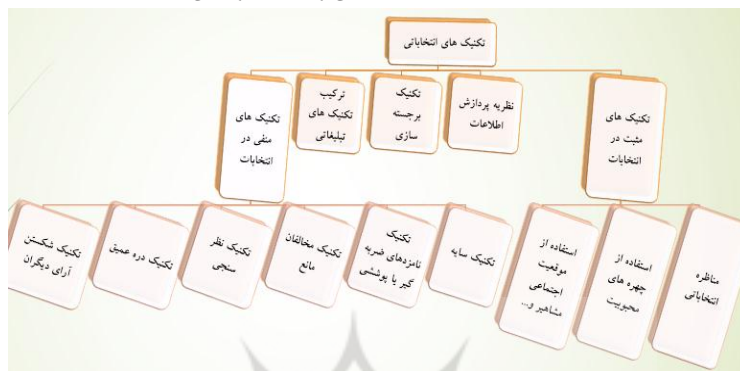 تکنیک های انتخاباتی
تکنیک های
مثبت در
انتخابات
نظریه پردازش
اطلاعات
تکنیک
برجسته
سازی
ترکیب
تکنیک های
تبلیغاتی
تکنیک های
منفی در
انتخابات
مناظره
انتخاباتی
استفاده از
چهره های
محبوبیت
استفاده از
موقعیت
اجتماعی
مشاهیر و...
تکنیک سایه
تکنیک
نامزدهای ضربه
گیر یا پوششی
تکنیک مخالفان
مانع
تکنیک نظر
سنجی
تکنیک دره عمیق
تکنیک شکستن
آرای دیگران